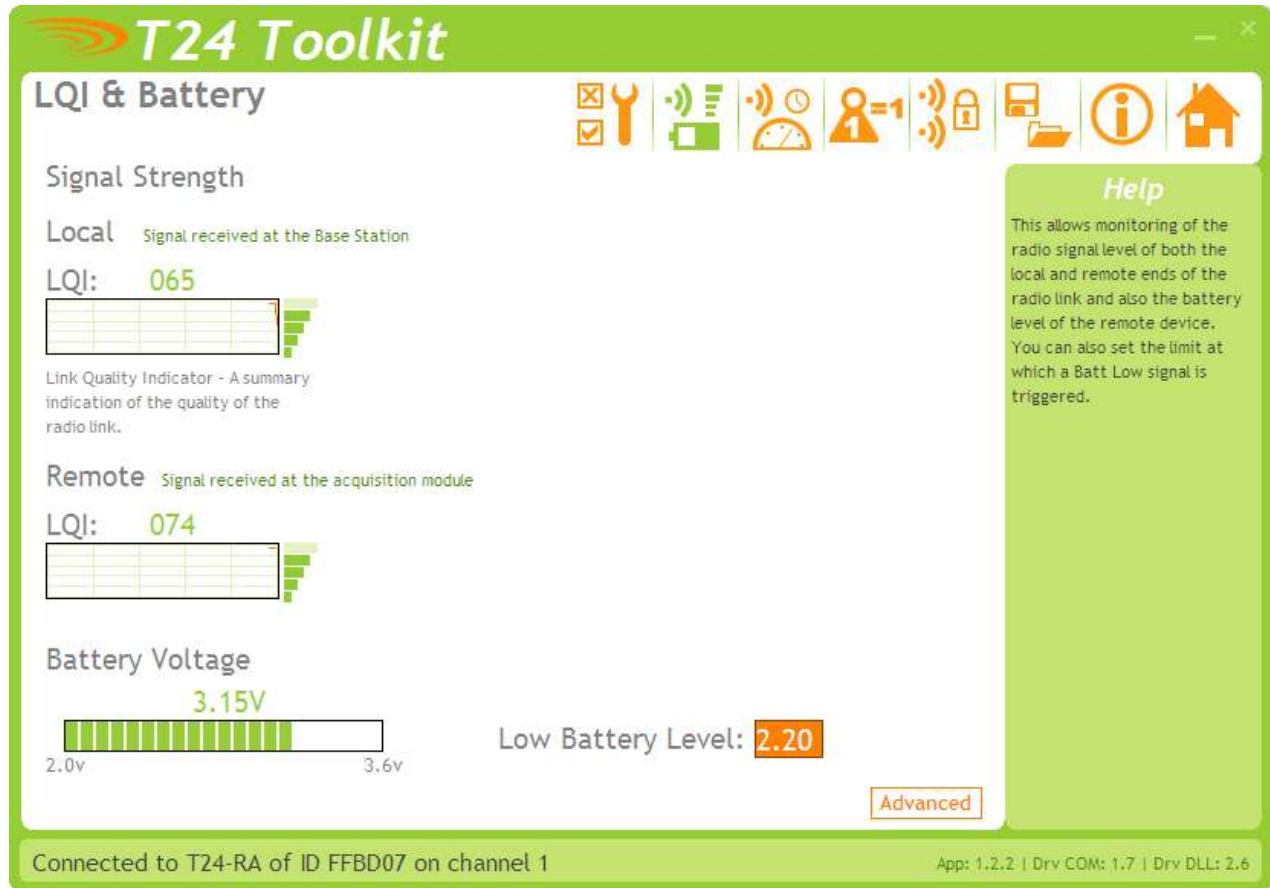 T24 Toolkit
LQI & Battery
=1
1
Signal Strength
Local Signal received at the Base Station
LQI: 065
Link Quality Indicator - A summary
indication of the quality of the
radio link.
Remote Signal received at the acquisition module
LQI: 074
Battery Voltage
3.15V
2.0v 3.6v
Low Battery Level: 2.20
Advanced
Help
This allows monitoring of the
radio signal level of both the
local and remote ends of the
radio link and also the battery
level of the remote device.
You can also set the limit at
which a Batt Low signal is
triggered.
Connected to T24-RA of ID FFBD07 on channel 1
App: 1.2.2 | Drv COM: 1.7 | Drv DLL: 2.6